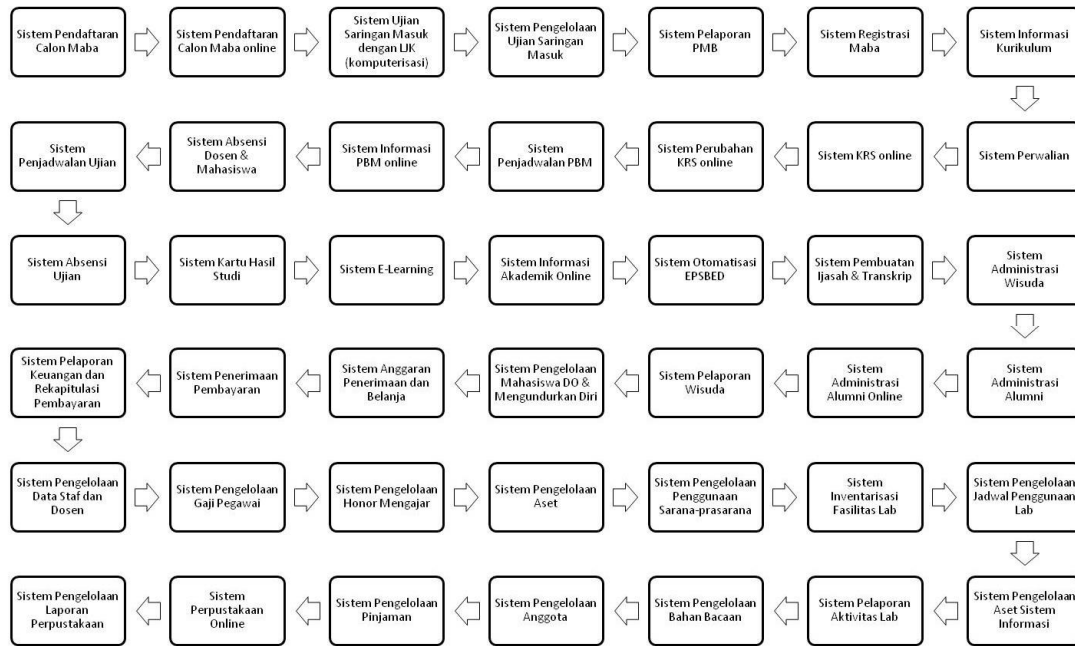 Sistem Pendaftaran
Calon Maba
Sistem Pendaftaran
Calon Maba online
Sistem Ujian
Saringan Masuk
dengan LJK
(komputerisasi)
Sistem Pengelolaan
Ujian Saringan
Masuk
Sistem Pelaporan
PMB
Sistem Registrasi
Maba
Sistem Informasi
Kurikulum
Sistem Perwalian
Sistem KRS online
Sistem Perubahan
KRS online
Sistem
Penjadwalan PBM
Sistem Informasi
PBM online
Sistem Absensi
Dosen &
Mahasiswa
Sistem
Penjadwalan Ujian
Sistem Absensi
Ujian
Sistem Kartu Hasil
Studi
Sistem E-Learning
Sistem Informasi
Akademik Online
Sistem Otomatisasi
EPSBED
Sistem Pembuatan
Ijasah & Transkrip
Sistem
Administrasi
Wisuda
Sistem
Administrasi
Alumni
Sistem
Administrasi
Alumni Online
Sistem Pelaporan
Wisuda
Sistem Pengelolaan
Mahasiswa DO &
Mengundurkan Diri
Sistem Anggaran
Penerimaan dan
Belanja
Sistem Penerimaan
Pembayaran
Sistem Pelaporan
Keuangan dan
Rekapitulasi
Pembayaran
Sistem Pengelolaan
Data Staf dan
Dosen
Sistem Pengelolaan
Gaji Pegawai
Sistem Pengelolaan
Honor Mengajar
Sistem Pengelolaan
Aset
Sistem Pengelolaan
Penggunaan
Sarana-prasarana
Sistem
Inventarisasi
Fasilitas Lab
Sistem Pengelolaan
Jadwal Penggunaan
Lab
Sistem Pengelolaan
Aset Sistem
Informasi
Sistem Pelaporan
Aktivitas Lab
Sistem Pengelolaan
Bahan Bacaan
Sistem Pengelolaan
Anggota
Sistem Pengelolaan
Pinjaman
Sistem
Perpustakaan
Online
Sistem Pengelolaan
Laporan
Perpustakaan